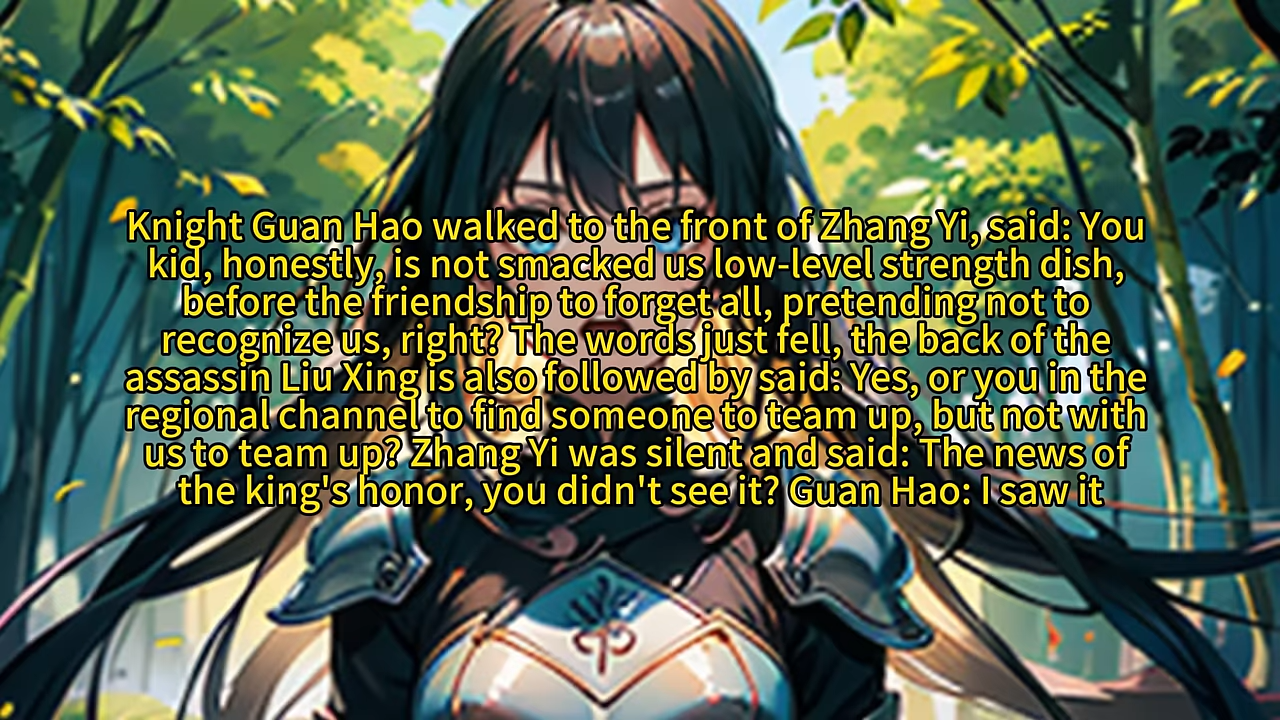 Knight Guan Hao walked to the front of Zhang Yi, said: You
kid, honestly, is not smacked us low-level strength dish,
before the friendship to forget all, pretending not to
recognize us, right? The words just fell, the back of the
assassin Liu Xing is also followed by said: Yes, or you in the
regional channel to find someone to team up, but not with
us to team up? Zhang Yi was silent and said: The news of
the king's honor, you didn't see it? Guan Hao: I saw it